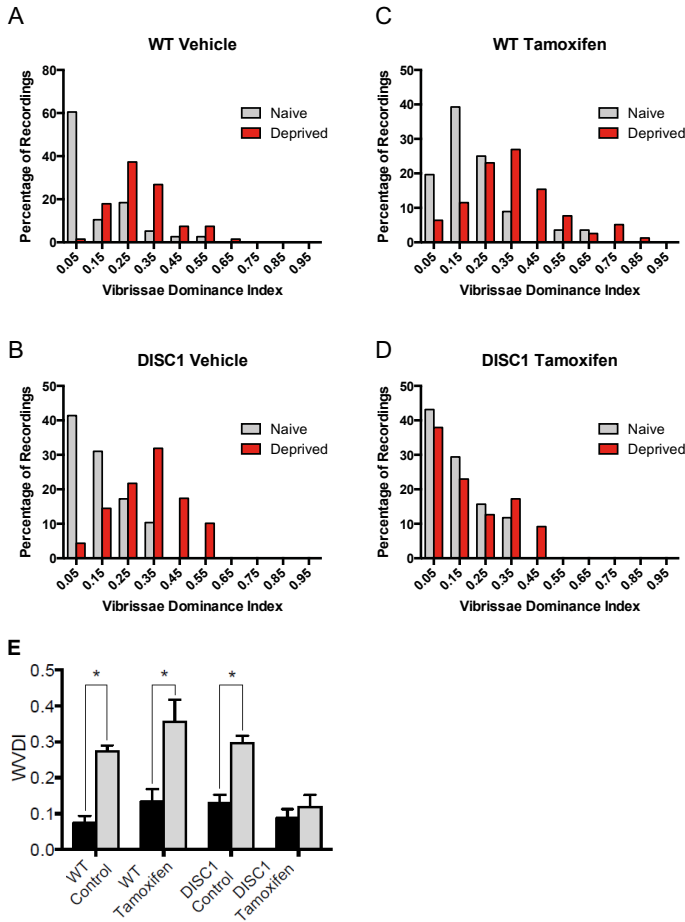 A
WT Vehicle
Percentage of Recordings
80
60
40
20
0
Naive
Deprived
0.05 0.15 0.25 0.35 0.45 0.55 0.65 0.75 0.85 0.95
Vibrissae Dominance Index
C
WT Tamoxifen
Percentage of Recordings
50
40
30
20
10
0
Naive
Deprived
0.05 0.15 0.25 0.35 0.45 0.55 0.65 0.75 0.85 0.95
Vibrissae Dominance Index
B
DISC1 Vehicle
Percentage of Recordings
50
40
30
20
10
0
Naive
Deprived
0.05 0.15 0.25 0.35 0.45 0.55 0.65 0.75 0.85 0.95
Vibrissae Dominance Index
D
DISC1 Tamoxifen
Percentage of Recordings
50
40
30
20
10
0
Naive
Deprived
0.05 0.15 0.25 0.35 0.45 0.55 0.65 0.75 0.85 0.95
Vibrissae Dominance Index
E
WVDI
0.5
0.4
0.3
0.2
0.1
0.0
* * *
WT
Control
WT
Tamoxifen
DISC1
Control
DISC1
Tamoxifen